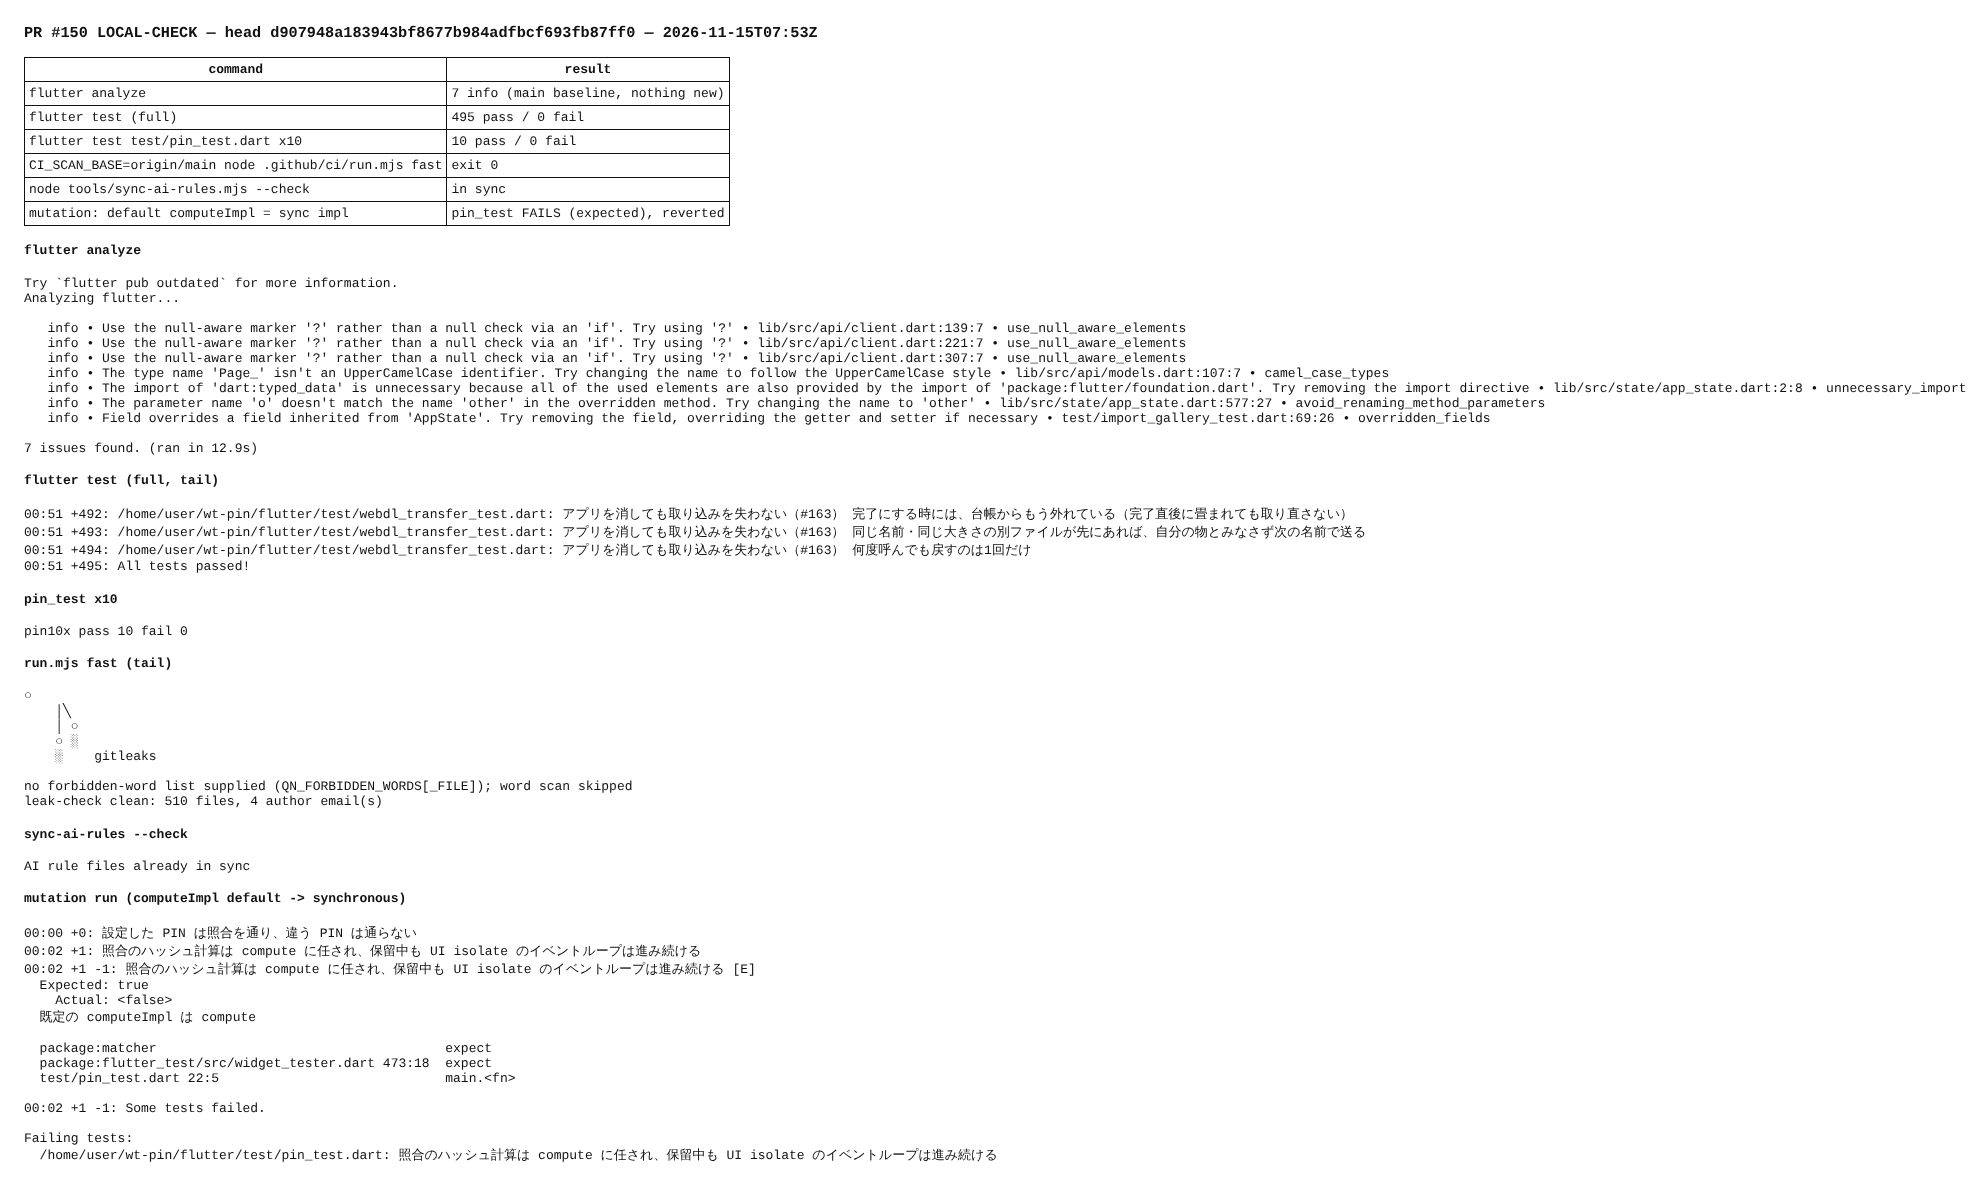 PR #150 LOCAL-CHECK — head d907948a183943bf8677b984adfbcf693fb87ff0 — 2026-11-15T07:53Z
command result
flutter analyze 7 info (main baseline, nothing new)
flutter test (full) 495 pass / 0 fail
flutter test test/pin_test.dart x10 10 pass / 0 fail
CI_SCAN_BASE=origin/main node .github/ci/run.mjs fast exit 0
node tools/sync-ai-rules.mjs --check in sync
mutation: default computeImpl = sync impl pin_test FAILS (expected), reverted
flutter analyze
Try `flutter pub outdated` for more information.
Analyzing flutter...
info • Use the null-aware marker '?' rather than a null check via an 'if'. Try using '?' • lib/src/api/client.dart:139:7 • use_null_aware_elements
info • Use the null-aware marker '?' rather than a null check via an 'if'. Try using '?' • lib/src/api/client.dart:221:7 • use_null_aware_elements
info • Use the null-aware marker '?' rather than a null check via an 'if'. Try using '?' • lib/src/api/client.dart:307:7 • use_null_aware_elements
info • The type name 'Page_' isn't an UpperCamelCase identifier. Try changing the name to follow the UpperCamelCase style • lib/src/api/models.dart:107:7 • camel_case_types
info • The import of 'dart:typed_data' is unnecessary because all of the used elements are also provided by the import of 'package:flutter/foundation.dart'. Try removing the import directive • lib/src/state/app_state.dart:2:8 • unnecessary_import
info • The parameter name 'o' doesn't match the name 'other' in the overridden method. Try changing the name to 'other' • lib/src/state/app_state.dart:577:27 • avoid_renaming_method_parameters
info • Field overrides a field inherited from 'AppState'. Try removing the field, overriding the getter and setter if necessary • test/import_gallery_test.dart:69:26 • overridden_fields
7 issues found. (ran in 12.9s)
flutter test (full, tail)
00:51 +492: /home/user/wt-pin/flutter/test/webdl_transfer_test.dart: アプリを消しても取り込みを失わない（#163） 完了にする時には、台帳からもう外れている（完了直後に畳まれても取り直さない）
00:51 +493: /home/user/wt-pin/flutter/test/webdl_transfer_test.dart: アプリを消しても取り込みを失わない（#163） 同じ名前・同じ大きさの別ファイルが先にあれば、自分の物とみなさず次の名前で送る
00:51 +494: /home/user/wt-pin/flutter/test/webdl_transfer_test.dart: アプリを消しても取り込みを失わない（#163） 何度呼んでも戻すのは1回だけ
00:51 +495: All tests passed!
pin_test x10
pin10x pass 10 fail 0
run.mjs fast (tail)
○
│╲
│ ○
○ ░
░ gitleaks
no forbidden-word list supplied (QN_FORBIDDEN_WORDS[_FILE]); word scan skipped
leak-check clean: 510 files, 4 author email(s)
sync-ai-rules --check
AI rule files already in sync
mutation run (computeImpl default -> synchronous)
00:00 +0: 設定した PIN は照合を通り、違う PIN は通らない
00:02 +1: 照合のハッシュ計算は compute に任され、保留中も UI isolate のイベントループは進み続ける
00:02 +1 -1: 照合のハッシュ計算は compute に任され、保留中も UI isolate のイベントループは進み続ける [E]
Expected: true
Actual: <false>
既定の computeImpl は compute
package:matcher expect
package:flutter_test/src/widget_tester.dart 473:18 expect
test/pin_test.dart 22:5 main.<fn>
00:02 +1 -1: Some tests failed.
Failing tests:
/home/user/wt-pin/flutter/test/pin_test.dart: 照合のハッシュ計算は compute に任され、保留中も UI isolate のイベントループは進み続ける